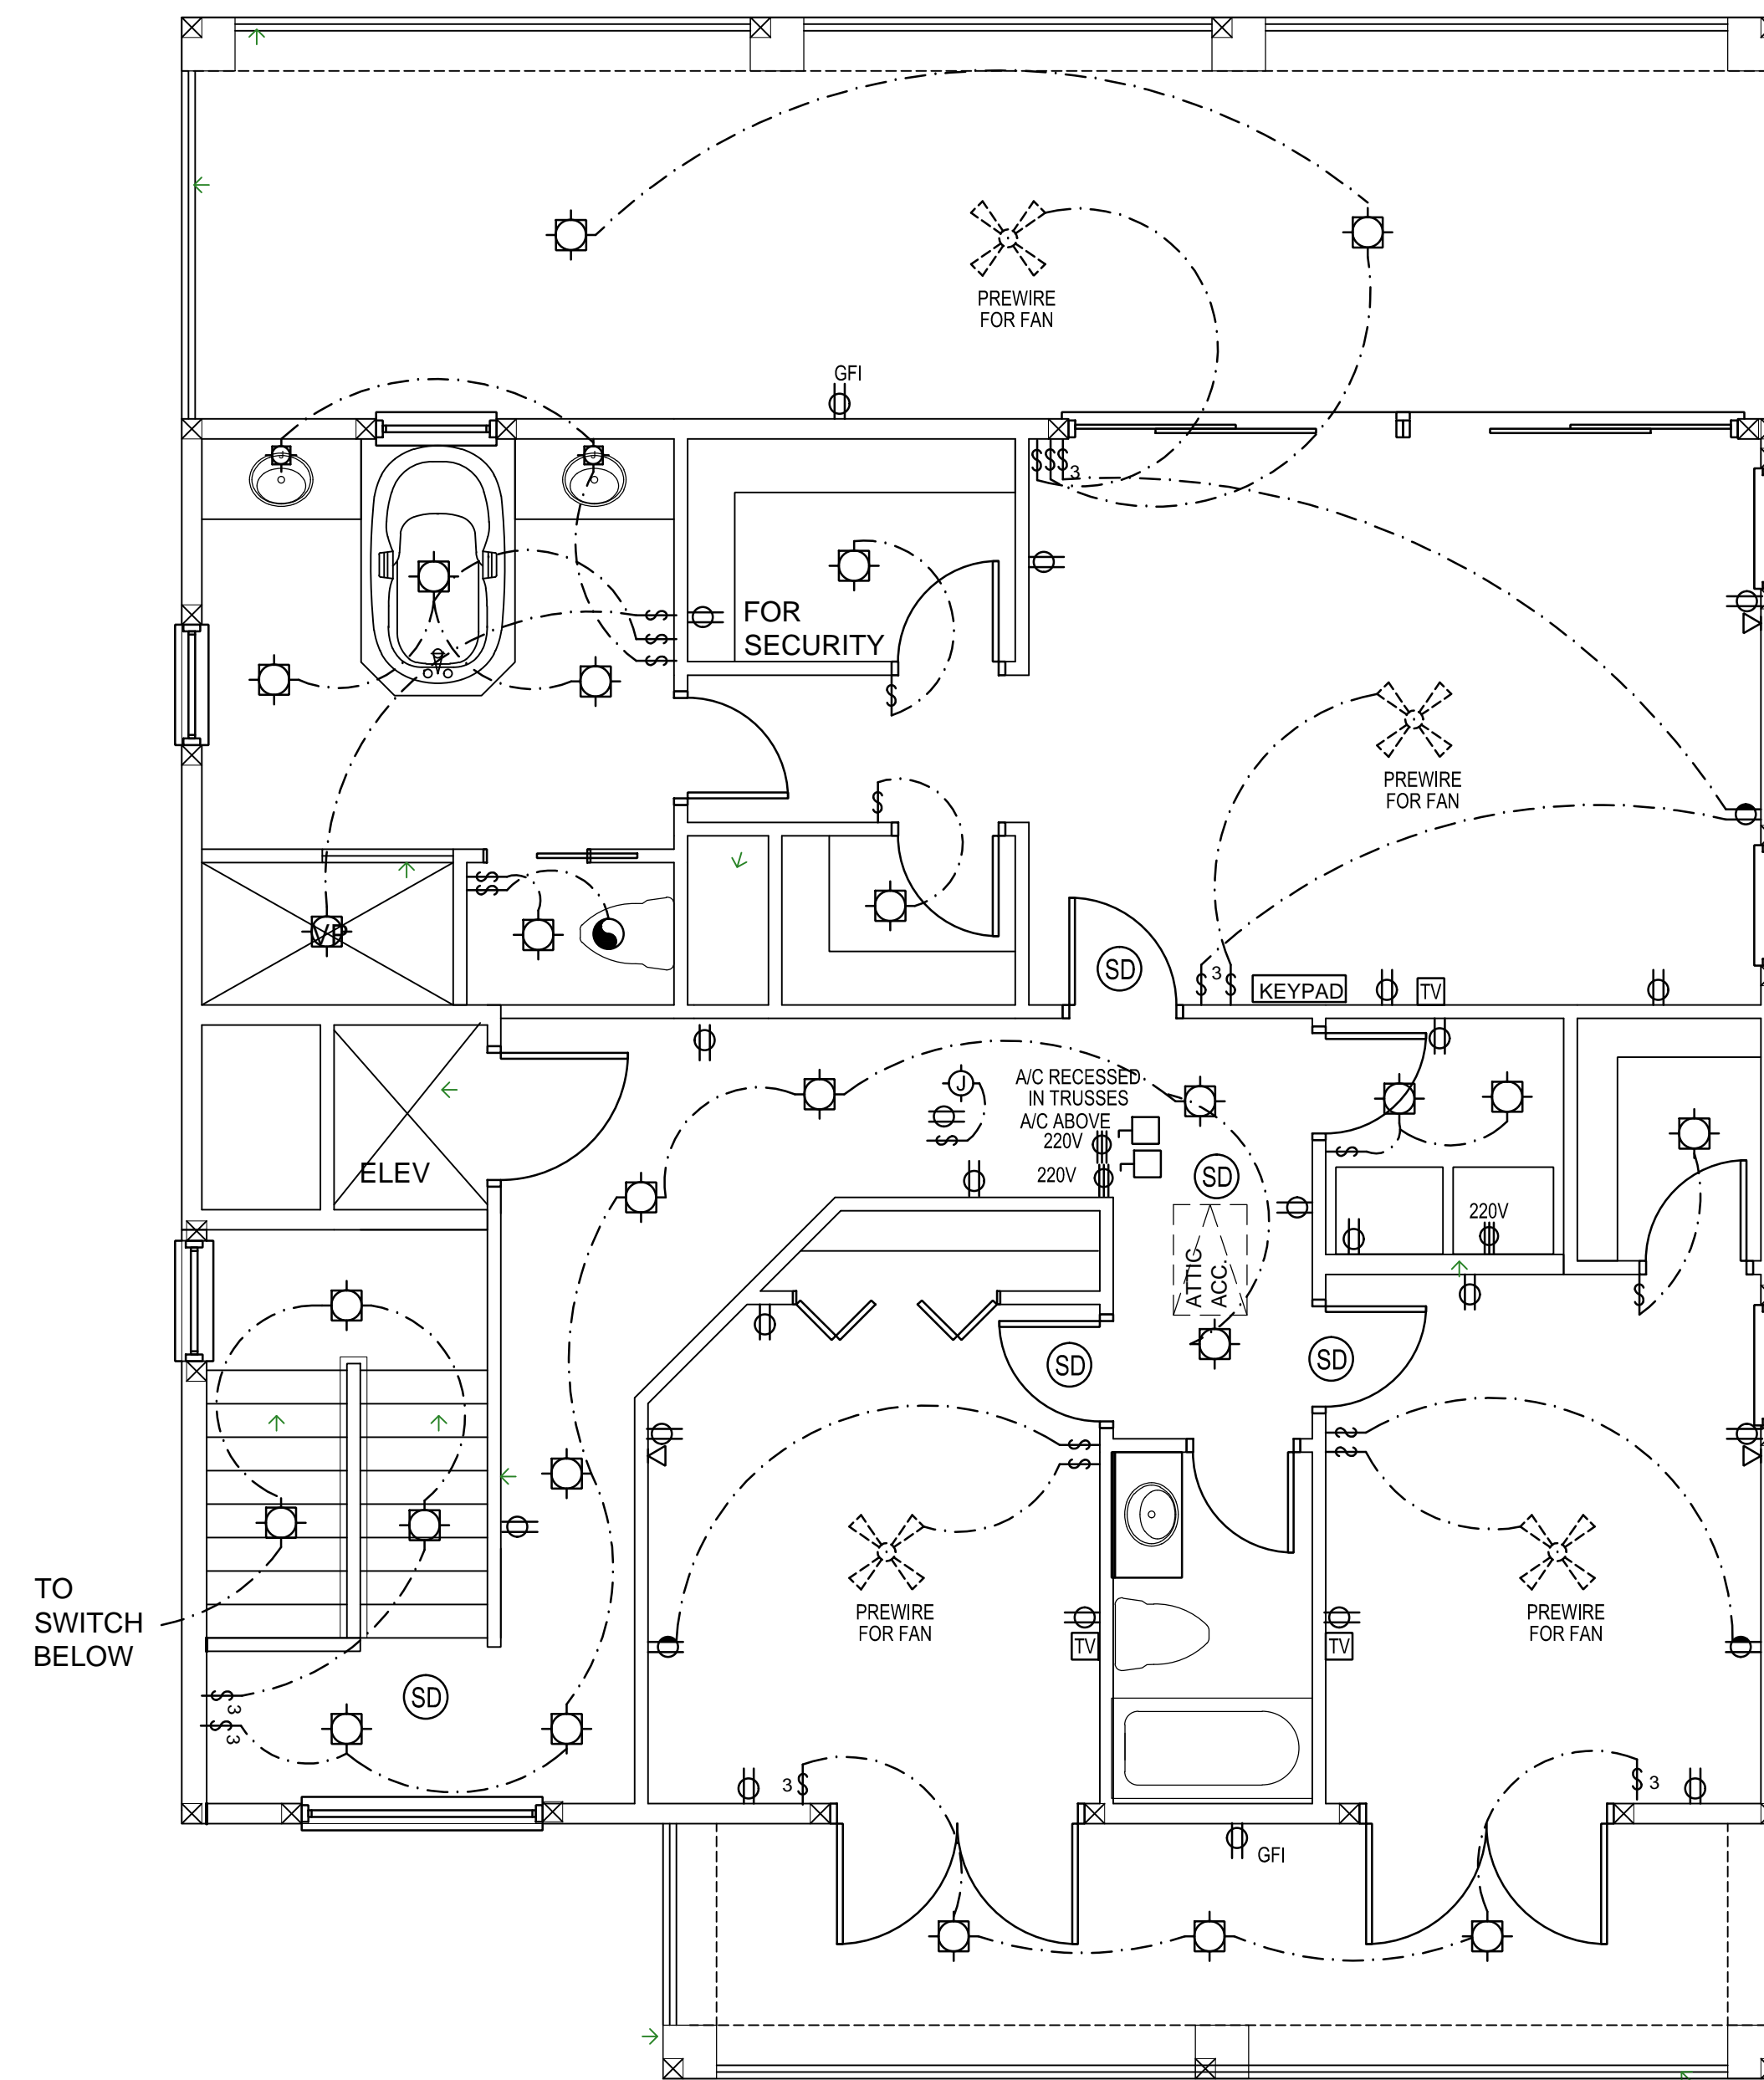 PREWIRE
FOR FAN
GFI
J
J
$$$3
FOR
SECURITY
$
$
$
$
PREWIRE
FOR FAN
$
$
$
VP
SD
$3$
KEYPAD
TV
J
A/C RECESSED
IN TRUSSES
A/C ABOVE
220V
$
220V
SD
$
ELEV
220V
ATTIC
ACC.
$
SD
SD
$
$
$
$
TO
SWITCH
BELOW
PREWIRE
FOR FAN
PREWIRE
FOR FAN
TV
TV
SD
$3
$3
3$
$3
GFI